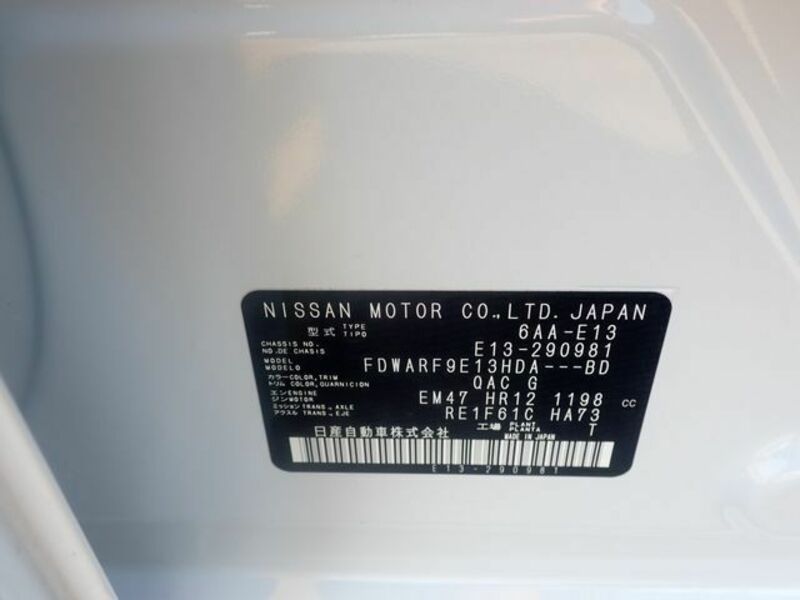 NISSAN MOTOR CO.,LTD. JAPAN
型式 TYPE TIPO 6AA-E13
CHASSIS NO. NO.DE CHASIS E13-290981
MODEL MODELO FDWARF9E13HDA---BD
カラー COLOR, TRIM トリム COLOR, GUARNICION QAC G
エンジン ENGINE MOTOR EM47 HR12 1198 CC
ミッション TRANS., AXLE アクスル TRANS., EJE RE1F61C HA73
工場 PLANT PLANTA T
日産自動車株式会社 MADE IN JAPAN
E13-290981